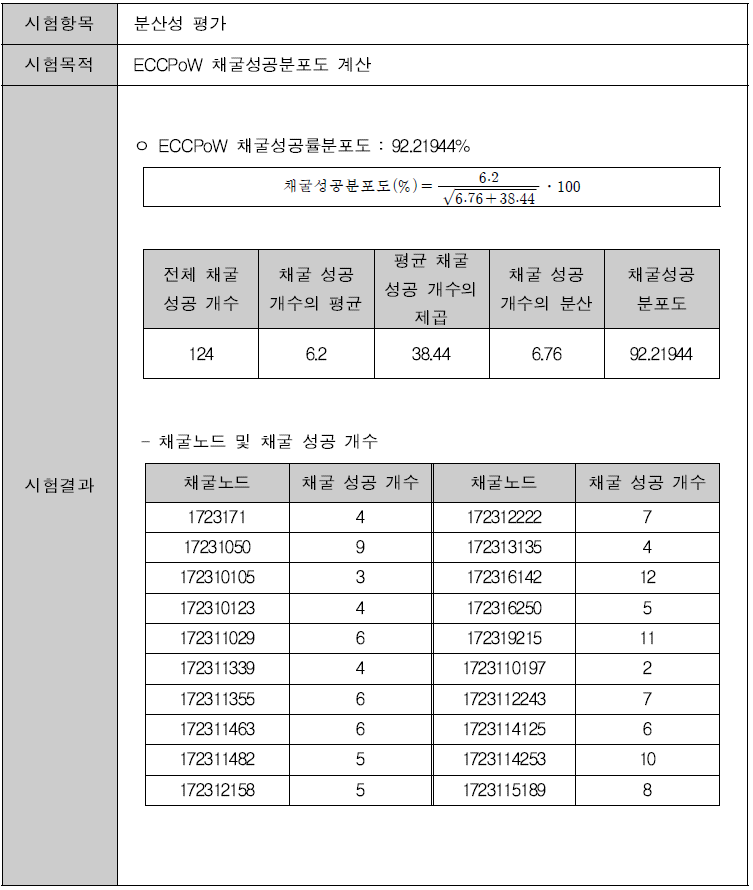 시험항목 분산성 평가
시험목적 ECCPoW 채굴성공분포도 계산
시험결과
ㅇ ECCPoW 채굴성공률분포도 : 92.21944%
채굴성공분포도(%) = 6.2 / √6.76+38.44 · 100
전체 채굴 성공 개수 채굴 성공 개수의 평균 평균 채굴 성공 개수의 제곱 채굴 성공 개수의 분산 채굴성공 분포도
124 6.2 38.44 6.76 92.21944
- 채굴노드 및 채굴 성공 개수
채굴노드 채굴 성공 개수 채굴노드 채굴 성공 개수
1723171 4 172312222 7
17231050 9 172313135 4
172310105 3 172316142 12
172310123 4 172316250 5
172311029 6 172319215 11
172311339 4 1723110197 2
172311355 6 1723112243 7
172311463 6 1723114125 6
172311482 5 1723114253 10
172312158 5 1723115189 8